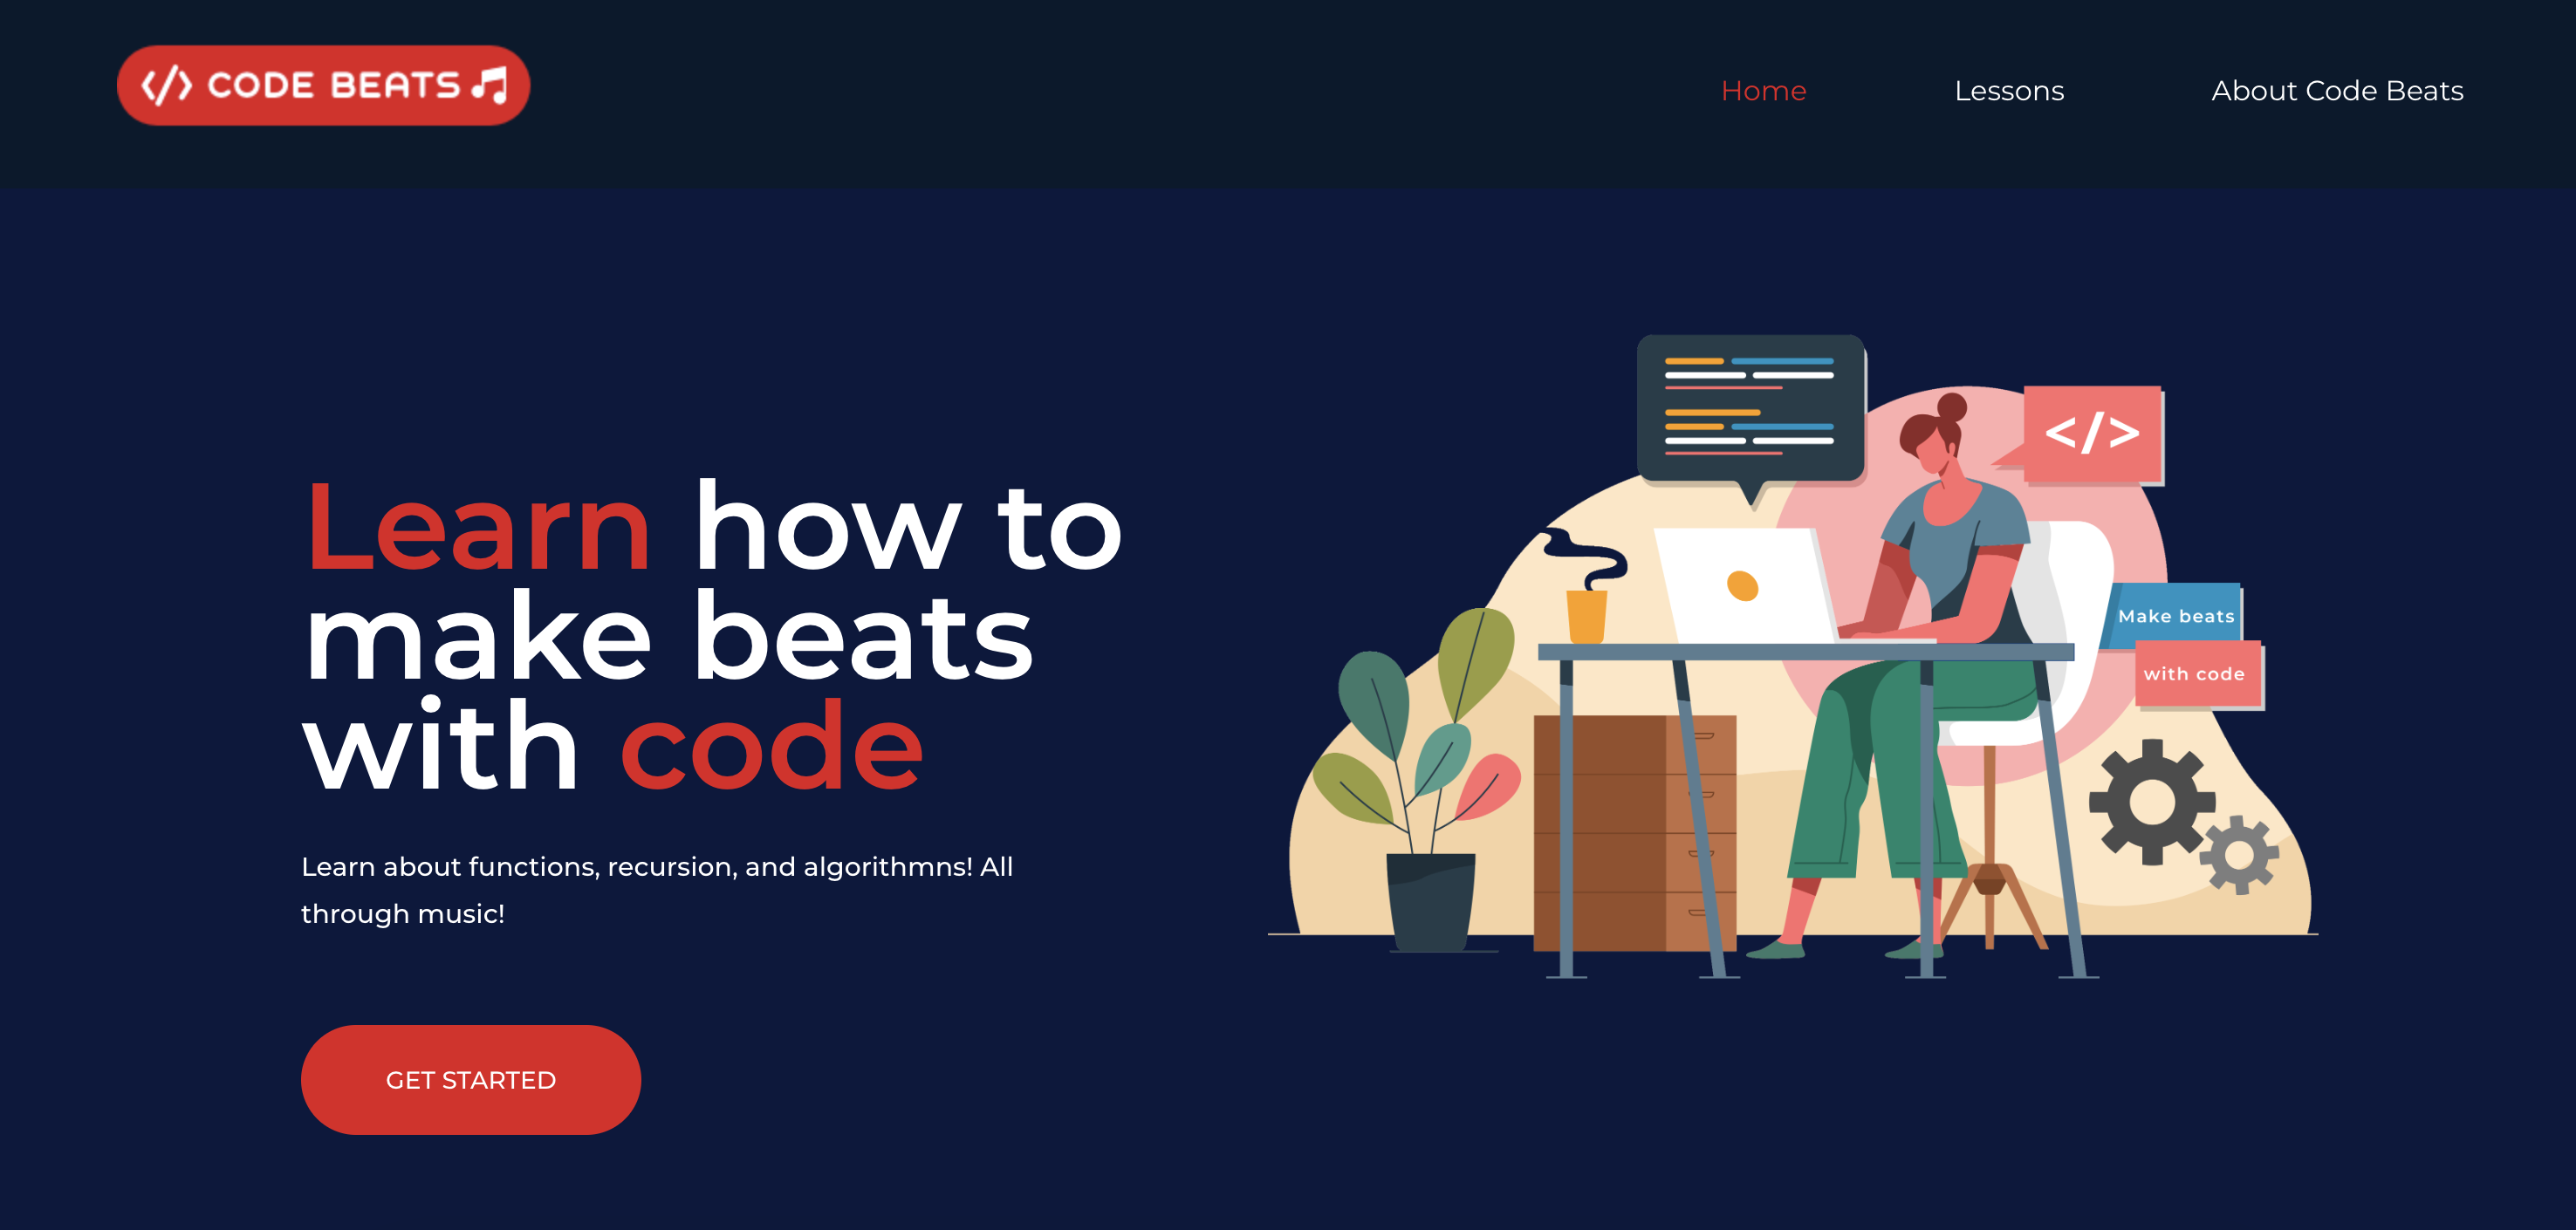 </> CODE BEATS
Home
Lessons
About Code Beats
Learn how to
make beats
with code
Learn about functions, recursion, and algorithmns! All
through music!
GET STARTED
</>
Make beats
with code